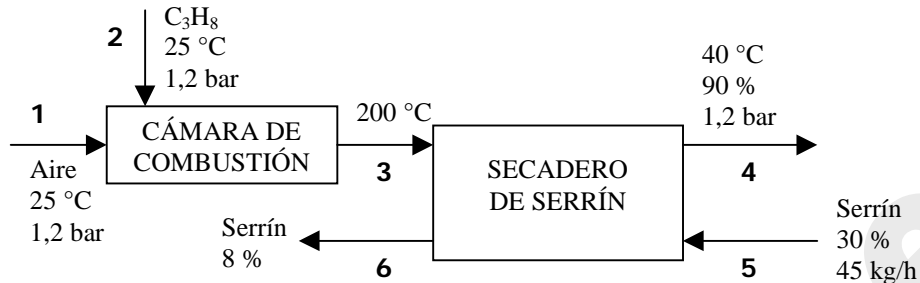 2
C₃H₈
25 °C
1,2 bar
1
Aire
25 °C
1,2 bar
CÁMARA DE
COMBUSTIÓN
200 °C
3
SECADERO
DE SERRÍN
40 °C
90 %
1,2 bar
4
Serrín
8 %
6
5
Serrín
30 %
45 kg/h